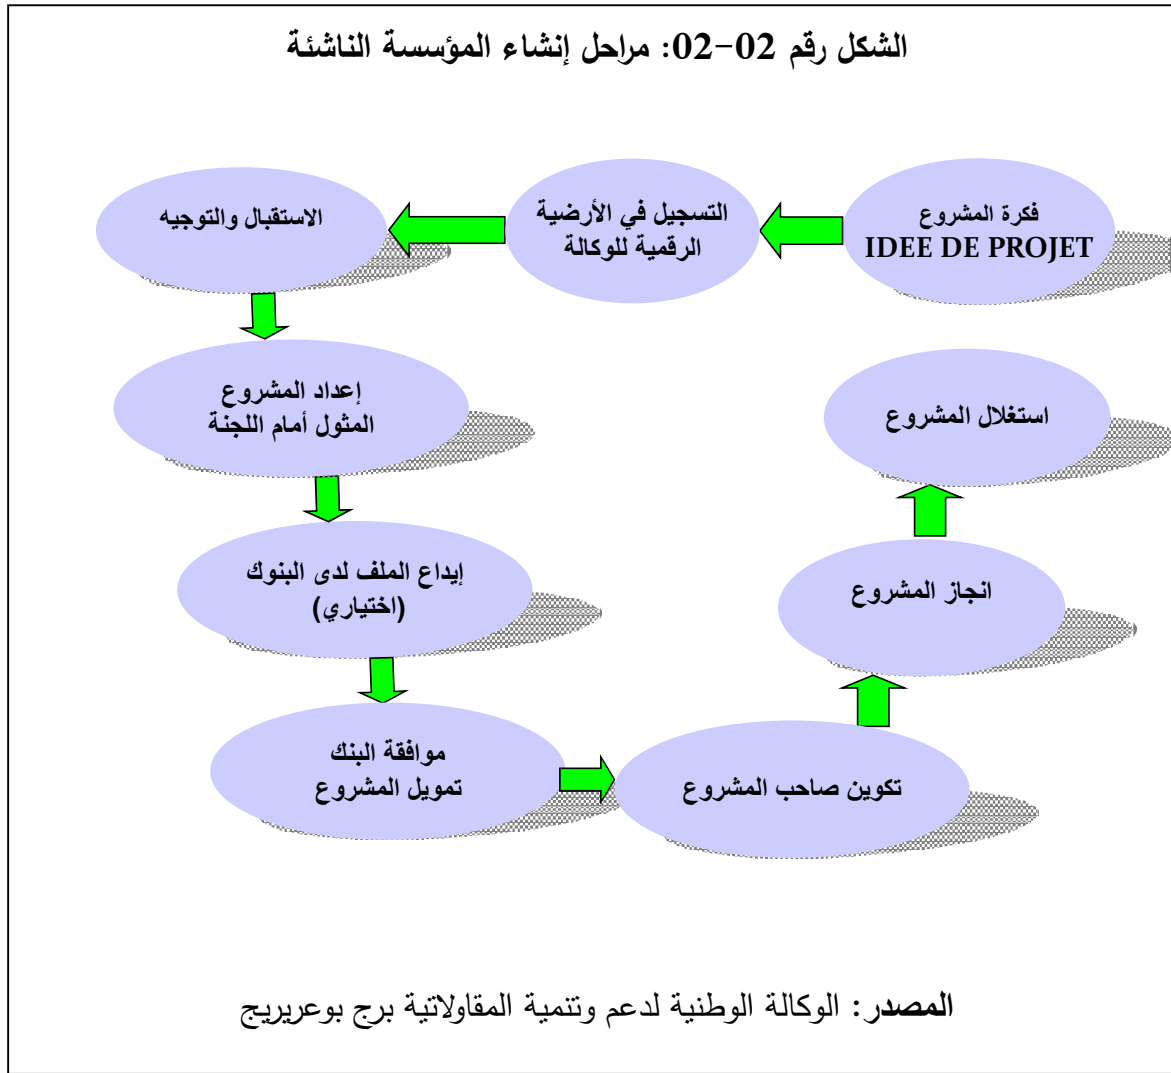 الشكل رقم 02-02: مراحل إنشاء المؤسسة الناشئة
فكرة المشروع
IDEE DE PROJET
التسجيل في الأرضية
الرقمية للوكالة
الاستقبال والتوجيه
إعداد المشروع
المثول أمام اللجنة
إيداع الملف لدى البنوك
(اختياري)
موافقة البنك
تمويل المشروع
تكوين صاحب المشروع
انجاز المشروع
استغلال المشروع
المصدر: الوكالة الوطنية لدعم وتنمية المقاولاتية برج بوعريريج